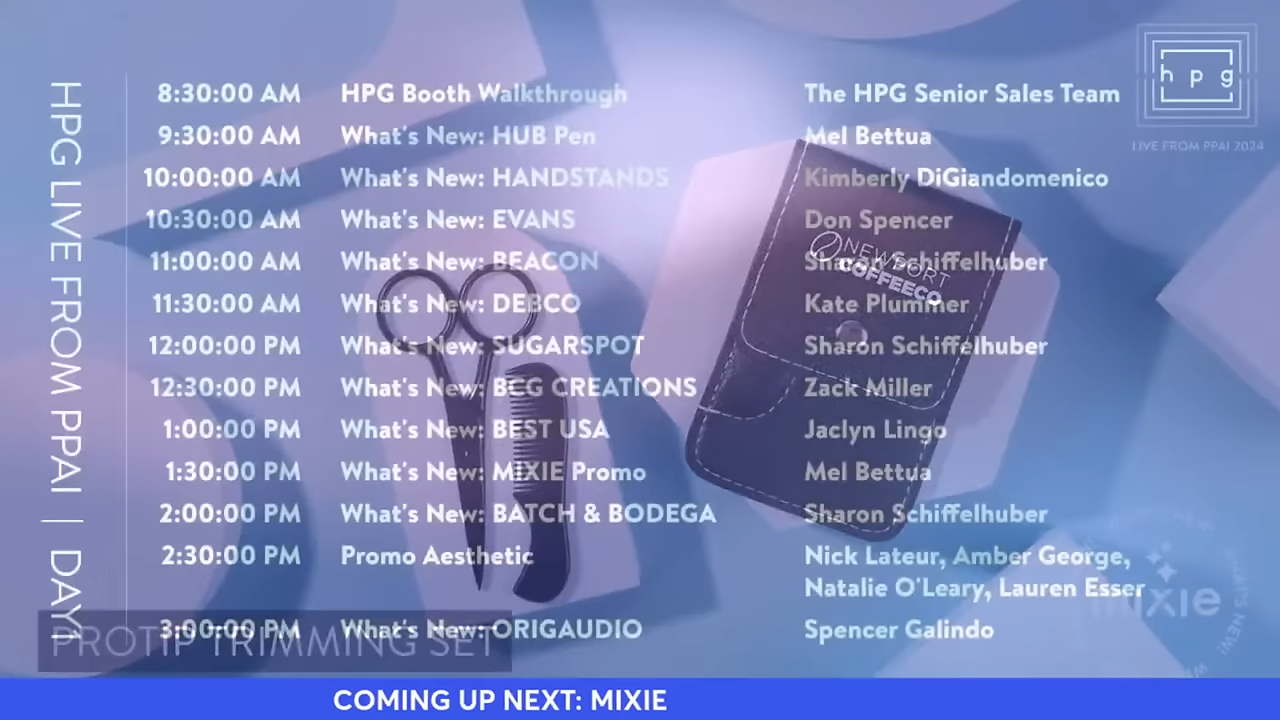 HPG LIVE FROM PPAI | DAY 1
8:30:00 AM HPG Booth Walkthrough The HPG Senior Sales Team
9:30:00 AM What's New: HUB Pen Mel Bettua
10:00:00 AM What's New: HANDSTANDS Kimberly DiGiandomenico
10:30:00 AM What's New: EVANS Don Spencer
11:00:00 AM What's New: BEACON Sharon Schiffelhuber
11:30:00 AM What's New: DEBCO Kate Plummer
12:00:00 PM What's New: SUGARSPOT Sharon Schiffelhuber
12:30:00 PM What's New: BCG CREATIONS Zack Miller
1:00:00 PM What's New: BEST USA Jaclyn Lingo
1:30:00 PM What's New: MIXIE Promo Mel Bettua
2:00:00 PM What's New: BATCH & BODEGA Sharon Schiffelhuber
2:30:00 PM Promo Aesthetic Nick Lateur, Amber George,
Natalie O'Leary, Lauren Esser
3:00:00 PM What's New: ORIGAUDIO Spencer Galindo
hpg
LIVE FROM PPAI 2024
NEWPORT
COFFEECO
mixie
PROTIP TRIMMING SET
COMING UP NEXT: MIXIE